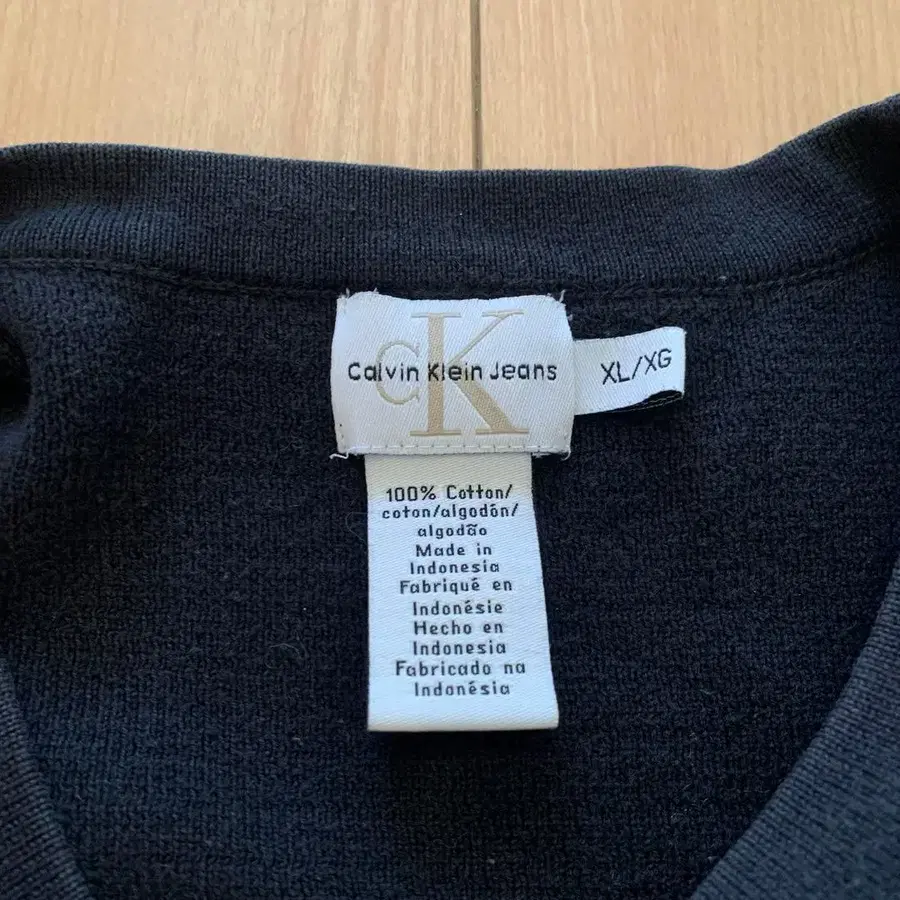 CK
Calvin Klein Jeans
XL/XG
100% Cotton/
coton/algodón/
algodão
Made in
Indonesia
Fabriqué en
Indonésie
Hecho en
Indonesia
Fabricado na
Indonésia